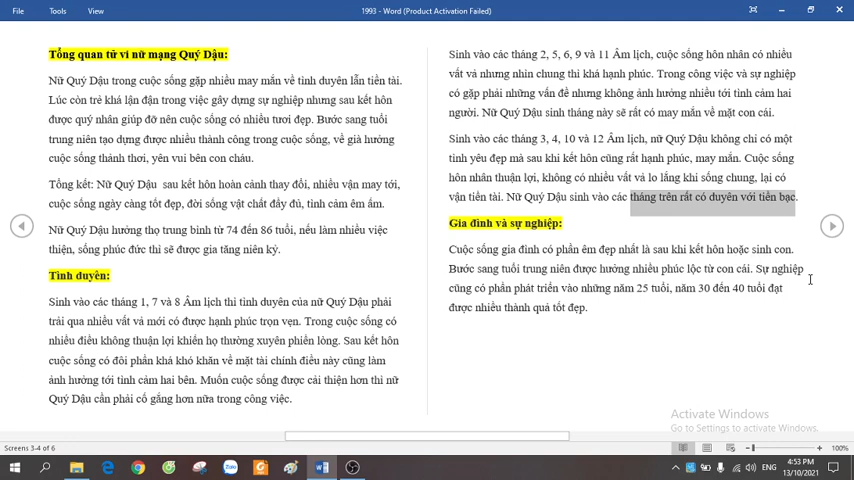 File Tools View 1993 - Word (Product Activation Failed)
Tổng quan tử vi nữ mạng Quý Dậu:
Nữ Quý Dậu trong cuộc sống gặp nhiều may mắn về tình duyên lẫn tiền tài.
Lúc còn trẻ khá lận đận trong việc gây dựng sự nghiệp nhưng sau kết hôn
được quý nhân giúp đỡ nên cuộc sống có nhiều tươi đẹp. Bước sang tuổi
trung niên tạo dựng được nhiều thành công trong cuộc sống, về già hưởng
cuộc sống thảnh thơi, yên vui bên con cháu.
Tổng kết: Nữ Quý Dậu sau kết hôn hoàn cảnh thay đổi, nhiều vận may tới,
cuộc sống ngày càng tốt đẹp, đời sống vật chất đầy đủ, tình cảm êm ấm.
Nữ Quý Dậu hưởng thọ trung bình từ 74 đến 86 tuổi, nếu làm nhiều việc
thiện, sống phúc đức thì sẽ được gia tăng niên kỷ.
Tình duyên:
Sinh vào các tháng 1, 7 và 8 Âm lịch thì tình duyên của nữ Quý Dậu phải
trải qua nhiều vất vả mới có được hạnh phúc trọn vẹn. Trong cuộc sống có
nhiều điều không thuận lợi khiến họ thường xuyên phiền lòng. Sau kết hôn
cuộc sống có đôi phần khá khó khăn về mặt tài chính điều này cũng làm
ảnh hưởng tới tình cảm hai bên. Muốn cuộc sống được cải thiện hơn thì nữ
Quý Dậu cần phải cố gắng hơn nữa trong công việc.
Sinh vào các tháng 2, 5, 6, 9 và 11 Âm lịch, cuộc sống hôn nhân có nhiều
vất vả nhưng nhìn chung thì khá hạnh phúc. Trong công việc và sự nghiệp
có gặp phải những vấn đề nhưng không ảnh hưởng nhiều tới tình cảm hai
người. Nữ Quý Dậu sinh tháng này sẽ rất có may mắn về mặt con cái.
Sinh vào các tháng 3, 4, 10 và 12 Âm lịch, nữ Quý Dậu không chỉ có một
tình yêu đẹp mà sau khi kết hôn cũng rất hạnh phúc, may mắn. Cuộc sống
hôn nhân thuận lợi, không có nhiều vất vả lo lắng khi sống chung, lại có
vận tiền tài. Nữ Quý Dậu sinh vào các tháng trên rất có duyên với tiền bạc.
Gia đình và sự nghiệp:
Cuộc sống gia đình có phần êm đẹp nhất là sau khi kết hôn hoặc sinh con.
Bước sang tuổi trung niên được hưởng nhiều phúc lộc từ con cái. Sự nghiệp
cũng có phần phát triển vào những năm 25 tuổi, năm 30 đến 40 tuổi đạt
được nhiều thành quả tốt đẹp.
Activate Windows
Go to Settings to activate Windows.
Screens 3-4 of 6 100%
Zalo ENG 4:53 PM
13/10/2021